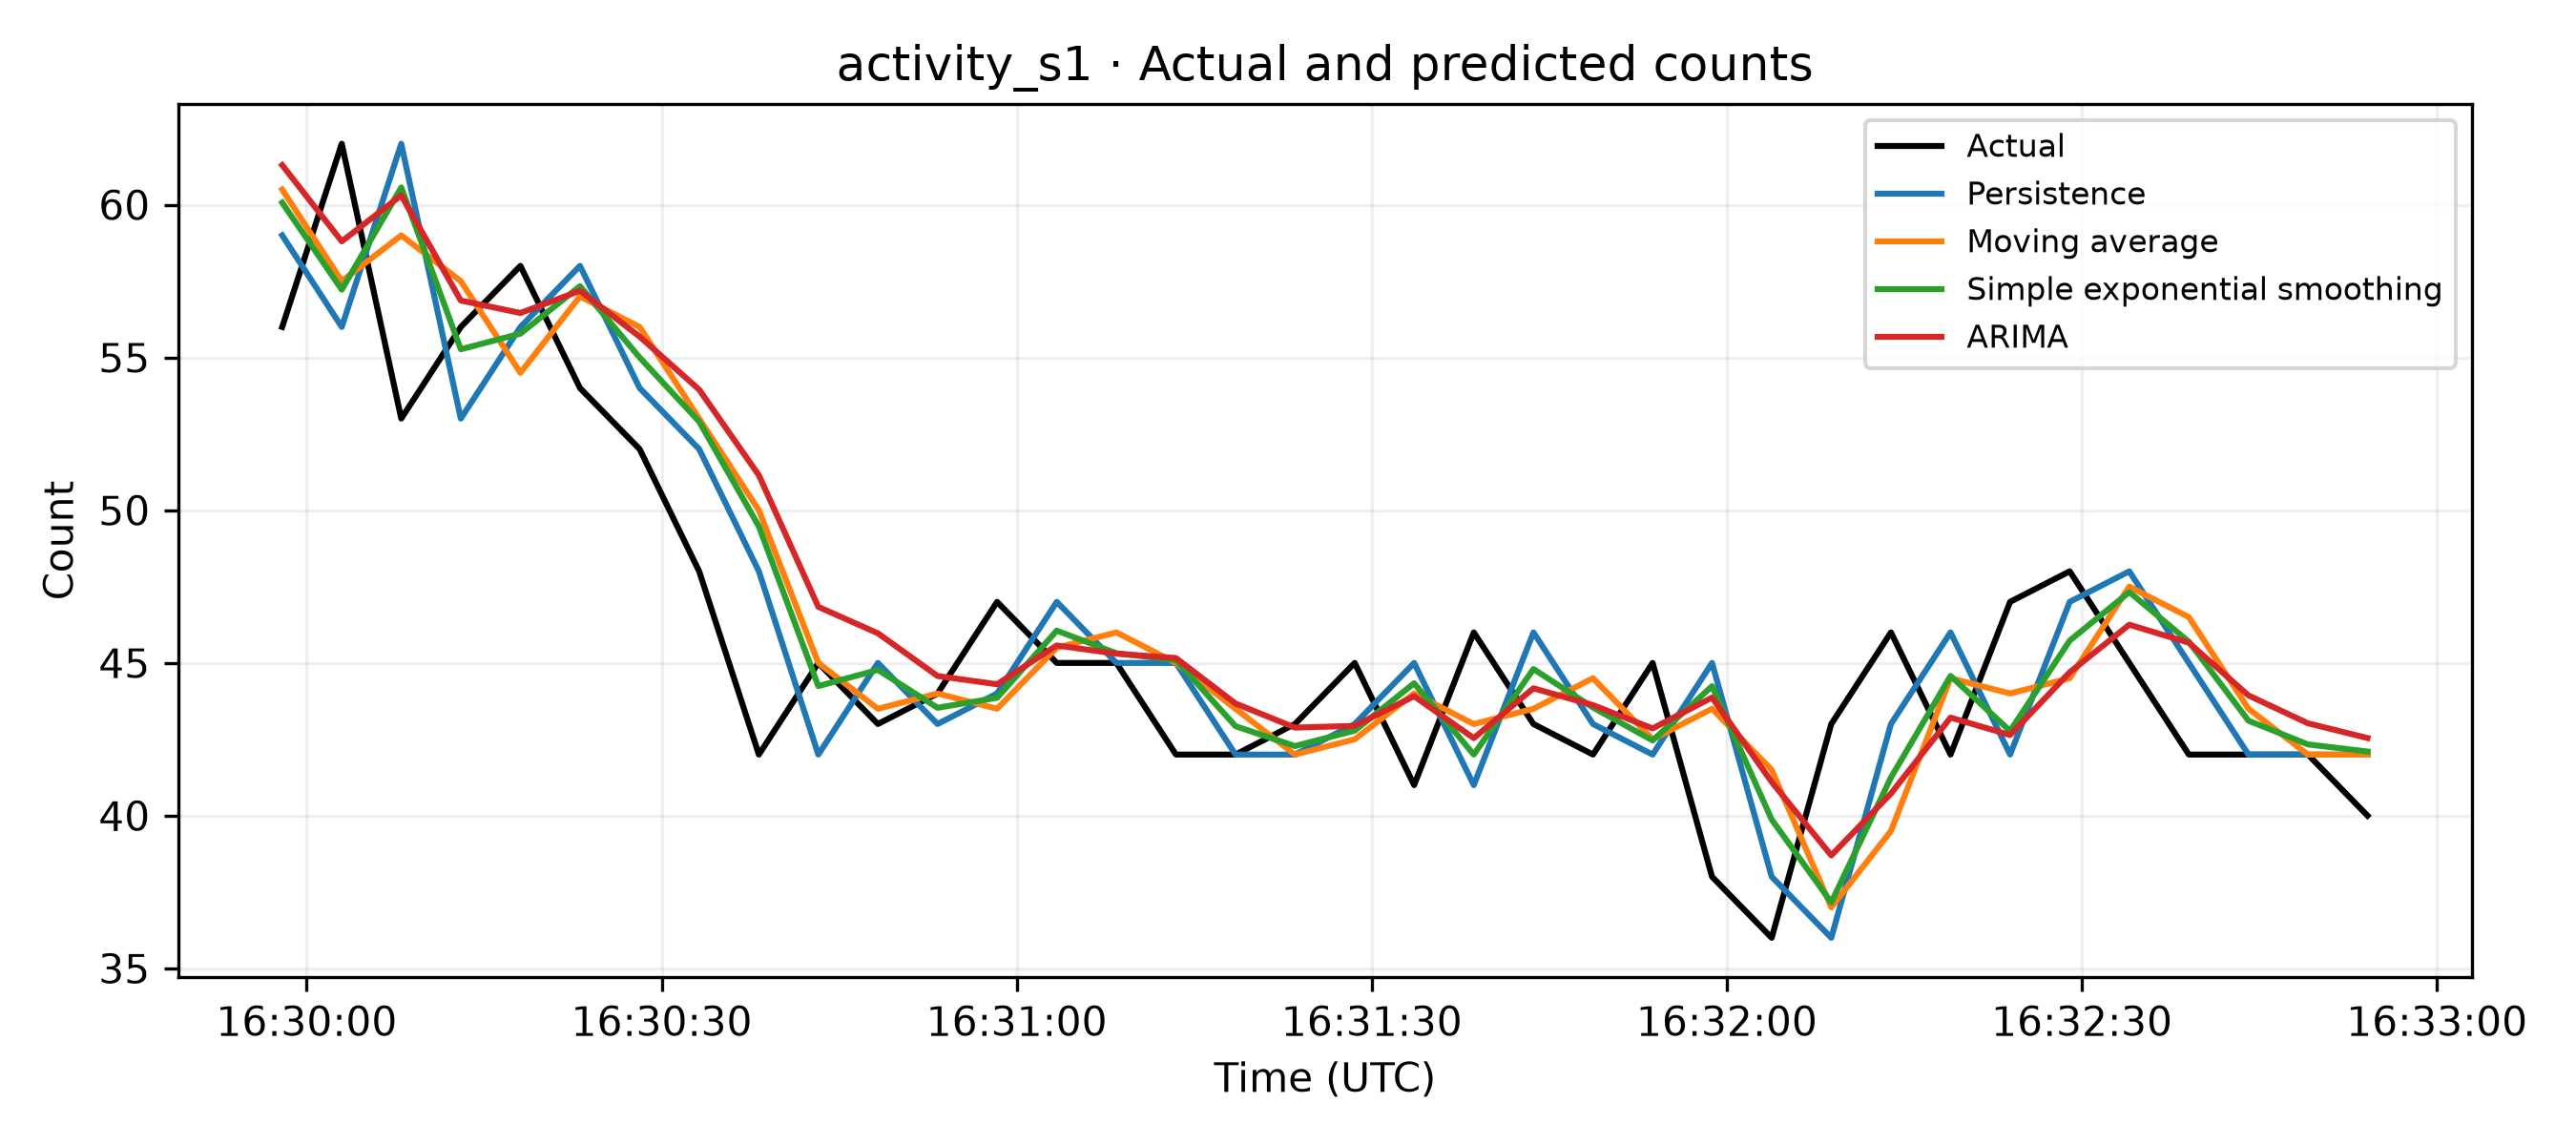 activity_s1 · Actual and predicted counts
Actual
Persistence
Moving average
Simple exponential smoothing
ARIMA
60
55
50
45
40
35
Count
16:30:00 16:30:30 16:31:00 16:31:30 16:32:00 16:32:30 16:33:00
Time (UTC)